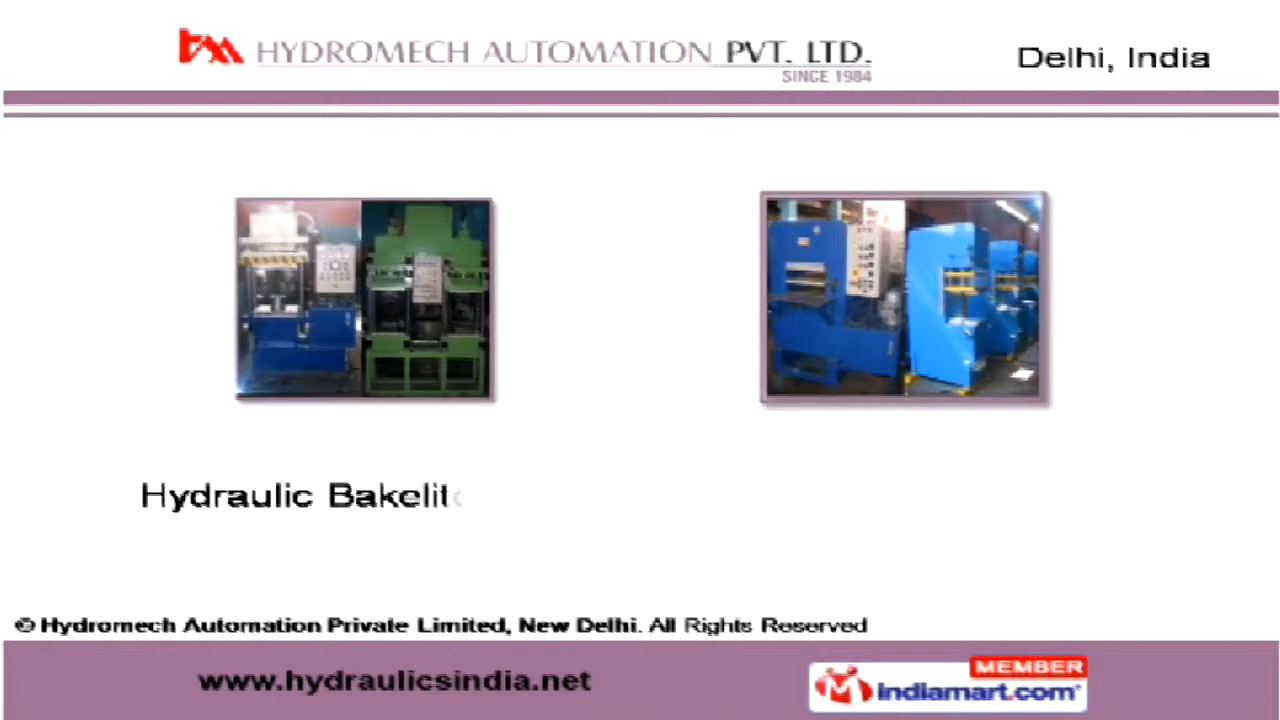 HYDROMECH AUTOMATION PVT. LTD.
SINCE 1984
Delhi, India
Hydraulic Bakelit
© Hydromech Automation Private Limited, New Delhi. All Rights Reserved
www.hydraulicsindia.net
MEMBER
indiamart.com